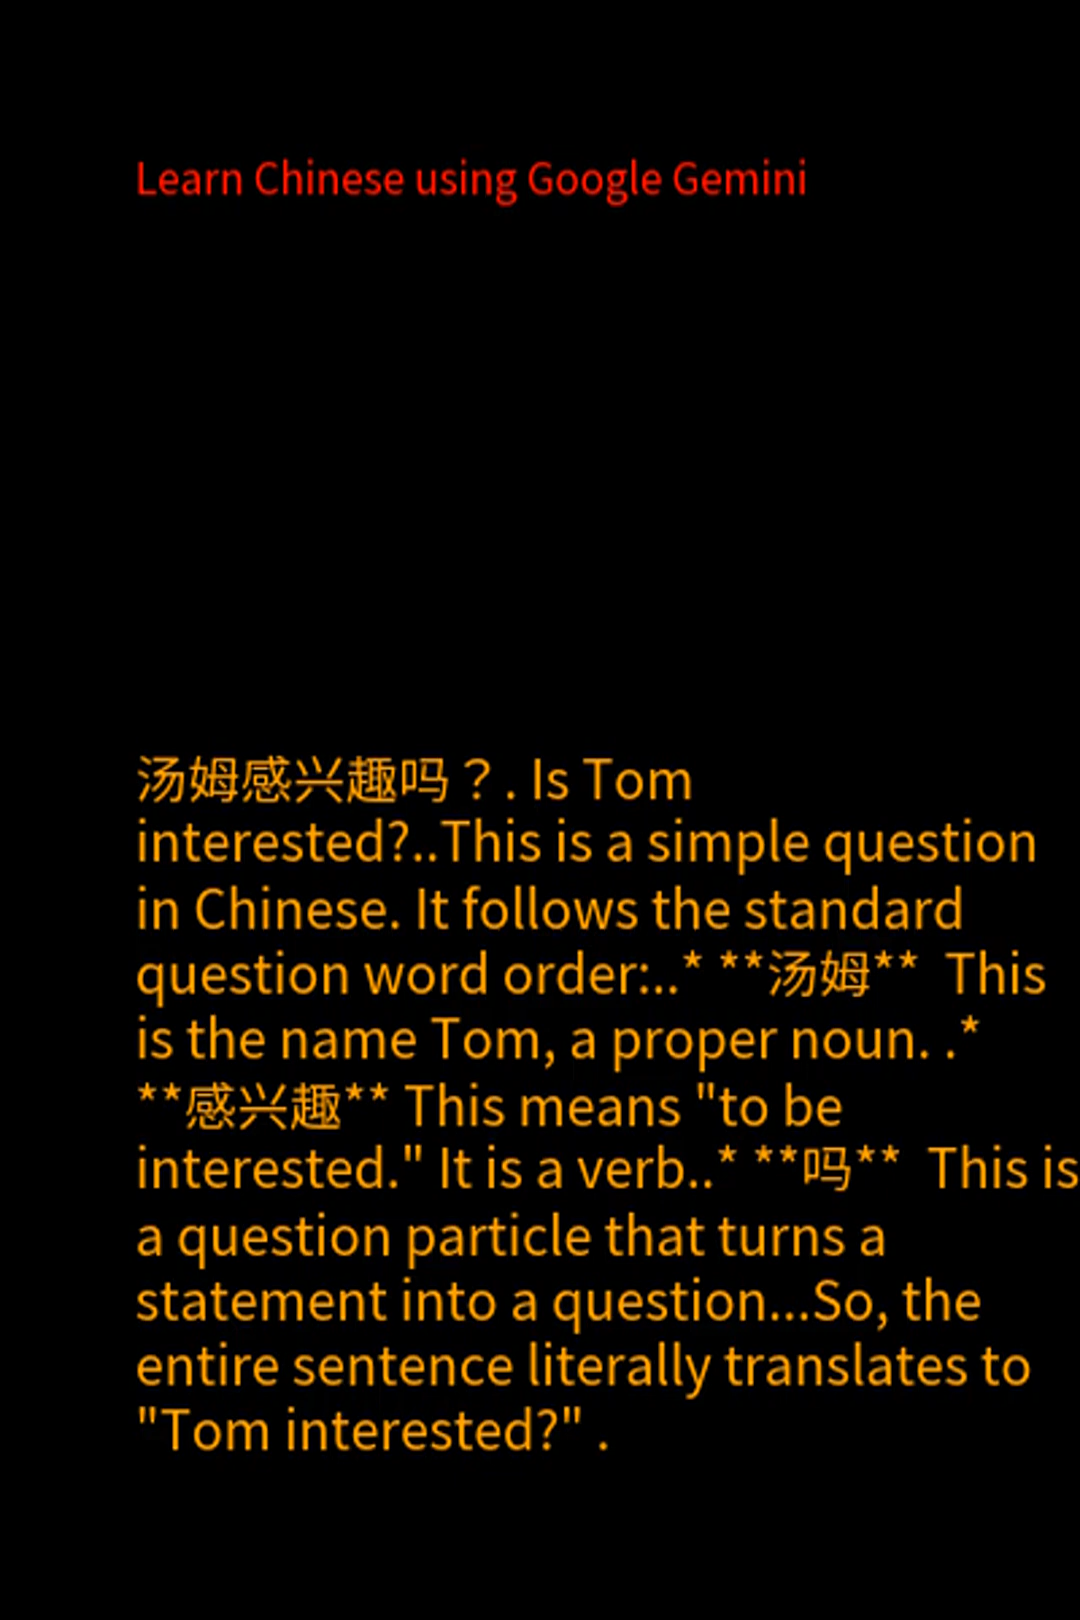 Learn Chinese using Google Gemini
汤姆感兴趣吗？. Is Tom
interested?..This is a simple question
in Chinese. It follows the standard
question word order:..* **汤姆**  This
is the name Tom, a proper noun. .*
**感兴趣** This means "to be
interested." It is a verb..* **吗**  This is
a question particle that turns a
statement into a question...So, the
entire sentence literally translates to
"Tom interested?" .